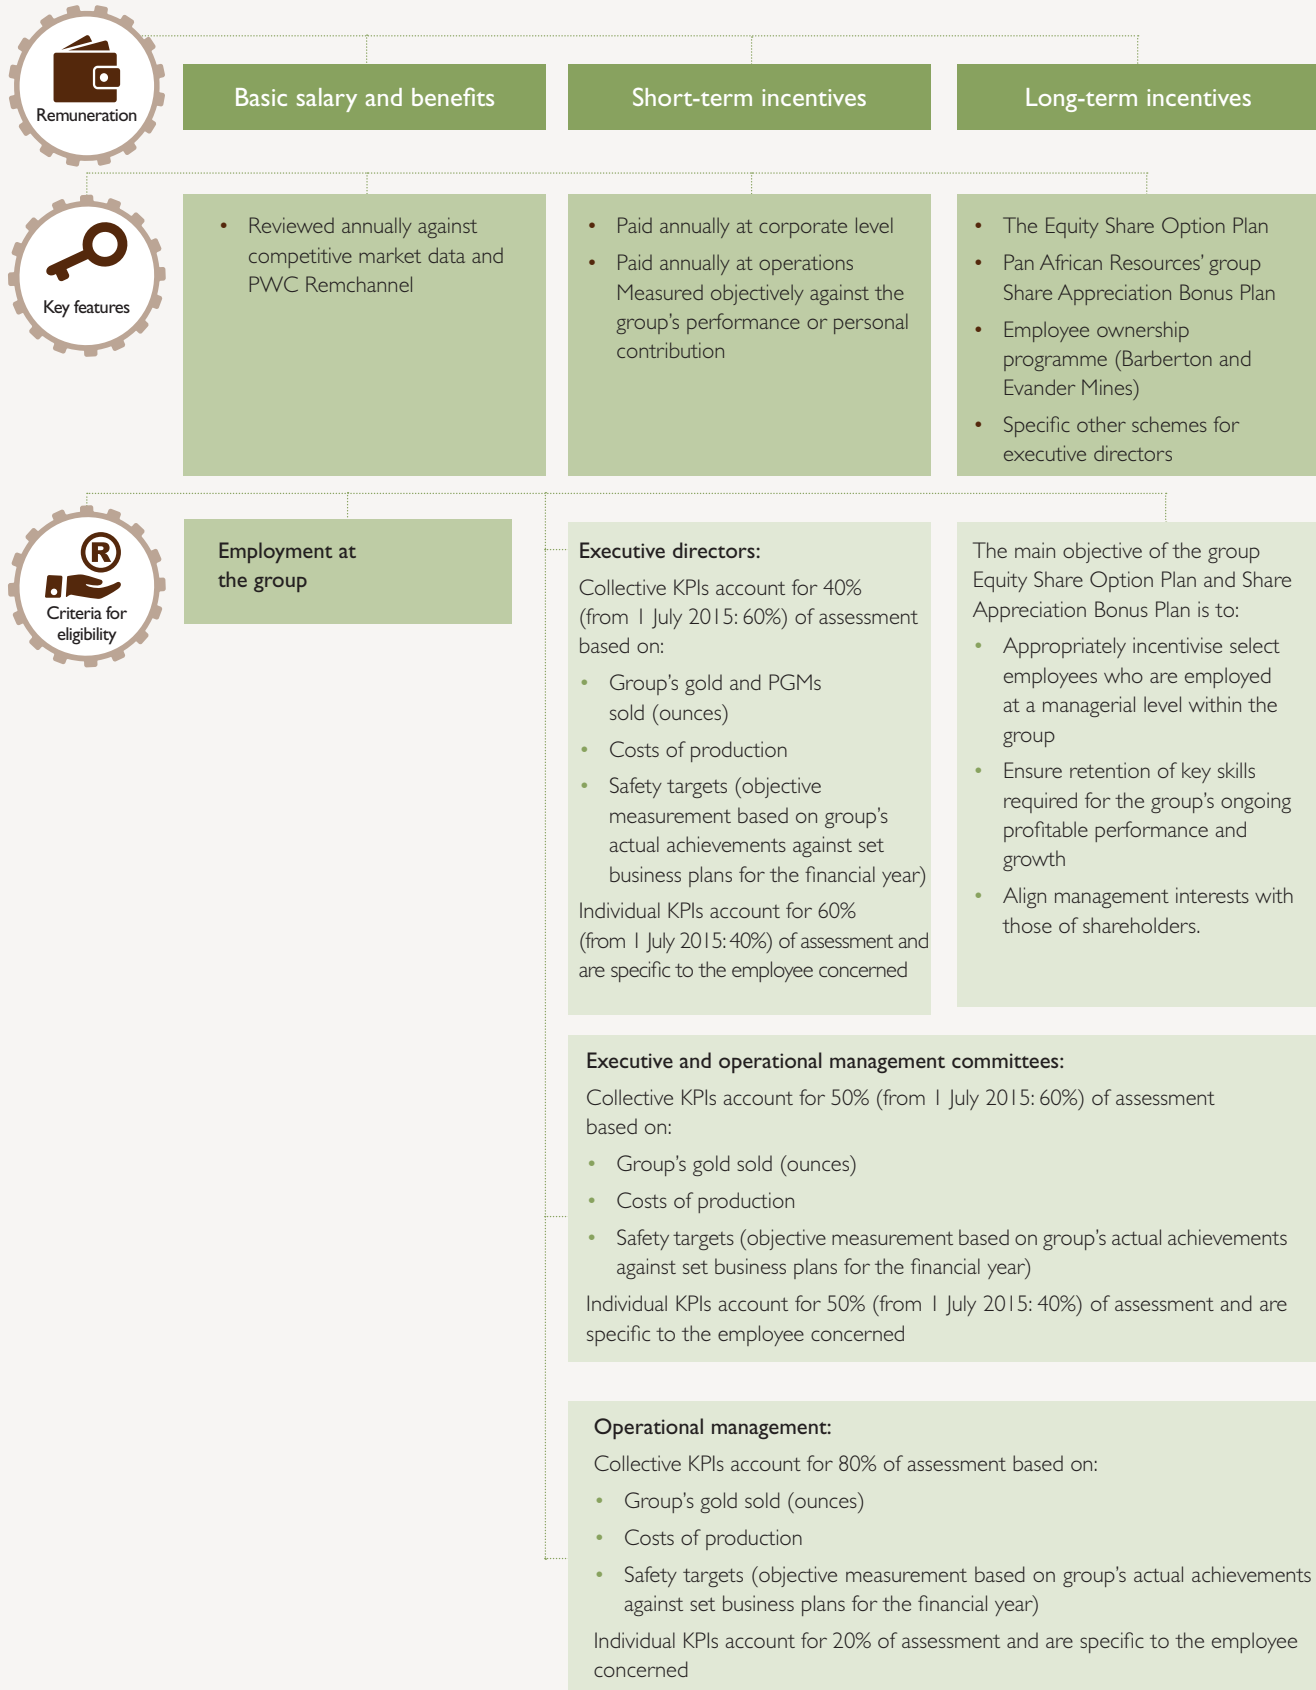 Remuneration
Basic salary and benefits
Short-term incentives
Long-term incentives
Key features
• Reviewed annually against
competitive market data and
PWC Remchannel
• Paid annually at corporate level
• Paid annually at operations
Measured objectively against the
group's performance or personal
contribution
• The Equity Share Option Plan
• Pan African Resources' group
Share Appreciation Bonus Plan
• Employee ownership
programme (Barberton and
Evander Mines)
• Specific other schemes for
executive directors
R
Criteria for
eligibility
Employment at
the group
Executive directors:
Collective KPIs account for 40%
(from 1 July 2015: 60%) of assessment
based on:
• Group's gold and PGMs
sold (ounces)
• Costs of production
• Safety targets (objective
measurement based on group's
actual achievements against set
business plans for the financial year)
Individual KPIs account for 60%
(from 1 July 2015: 40%) of assessment and
are specific to the employee concerned
The main objective of the group
Equity Share Option Plan and Share
Appreciation Bonus Plan is to:
• Appropriately incentivise select
employees who are employed
at a managerial level within the
group
• Ensure retention of key skills
required for the group's ongoing
profitable performance and
growth
• Align management interests with
those of shareholders.
Executive and operational management committees:
Collective KPIs account for 50% (from 1 July 2015: 60%) of assessment
based on:
• Group's gold sold (ounces)
• Costs of production
• Safety targets (objective measurement based on group's actual achievements
against set business plans for the financial year)
Individual KPIs account for 50% (from 1 July 2015: 40%) of assessment and are
specific to the employee concerned
Operational management:
Collective KPIs account for 80% of assessment based on:
• Group's gold sold (ounces)
• Costs of production
• Safety targets (objective measurement based on group's actual achievements
against set business plans for the financial year)
Individual KPIs account for 20% of assessment and are specific to the employee
concerned